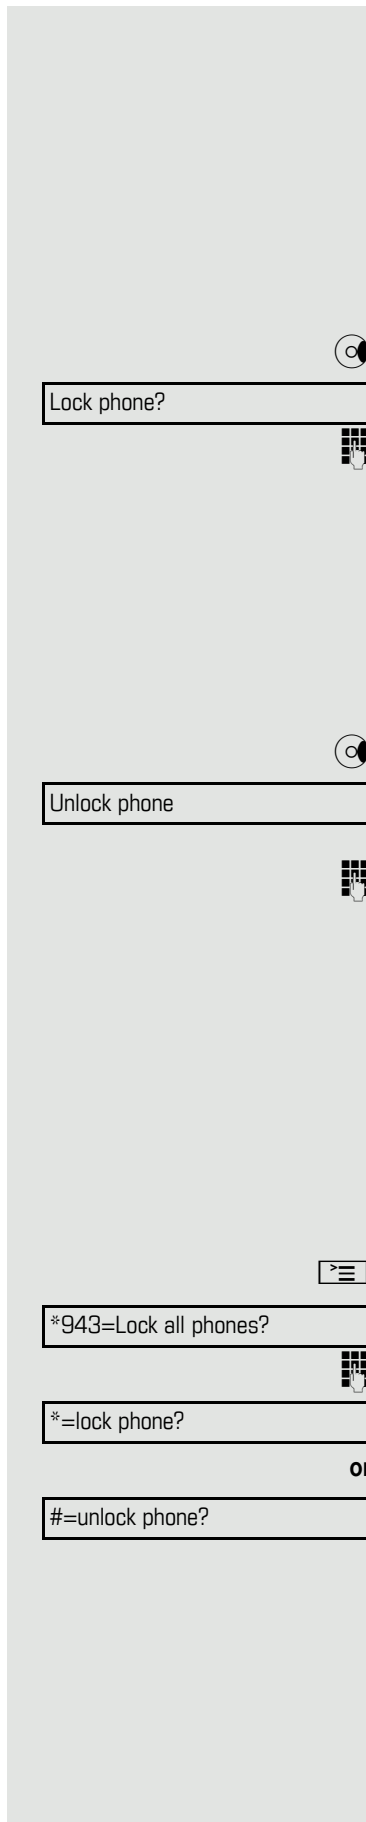 Lock phone?
Unlock phone
*943=Lock all phones?
*=lock phone?
or
#=unlock phone?